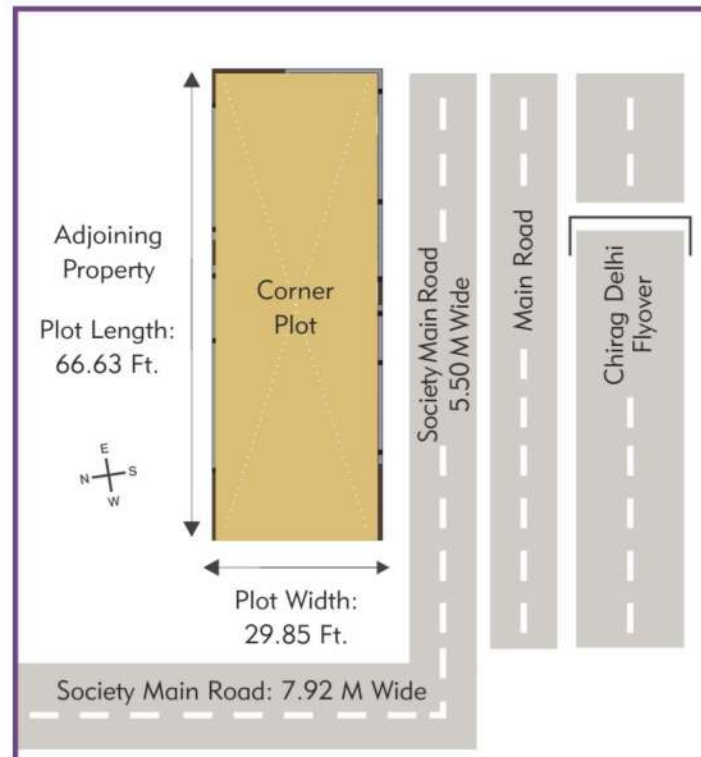 Adjoining
Property
Plot Length:
66.63 Ft.
E
N S
W
Corner
Plot
Plot Width:
29.85 Ft.
Society Main Road
5.50 M Wide
Main Road
Chirag Delhi
Flyover
Society Main Road: 7.92 M Wide